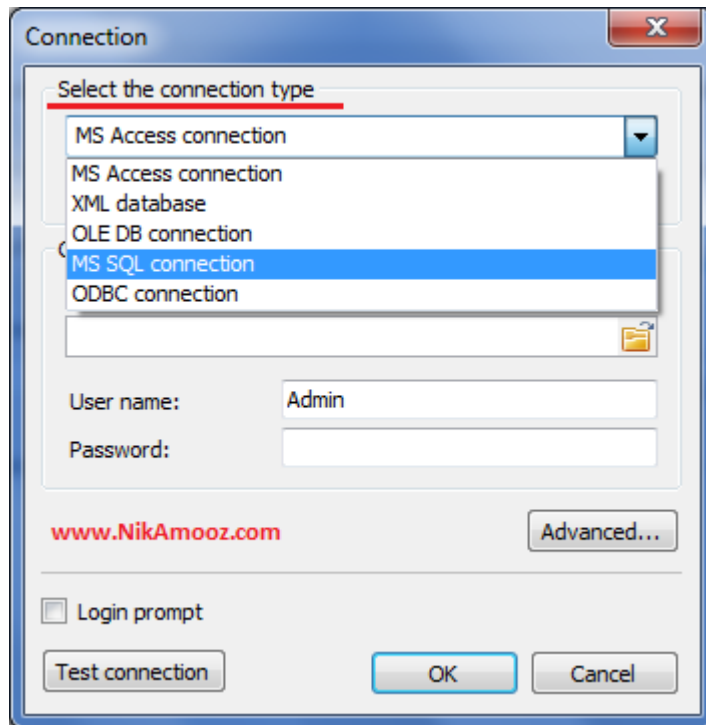 Connection
Select the connection type
MS Access connection
MS Access connection
XML database
OLE DB connection
MS SQL connection
ODBC connection
User name:
Admin
Password:
www.NikAmooz.com
Advanced...
Login prompt
Test connection
OK
Cancel